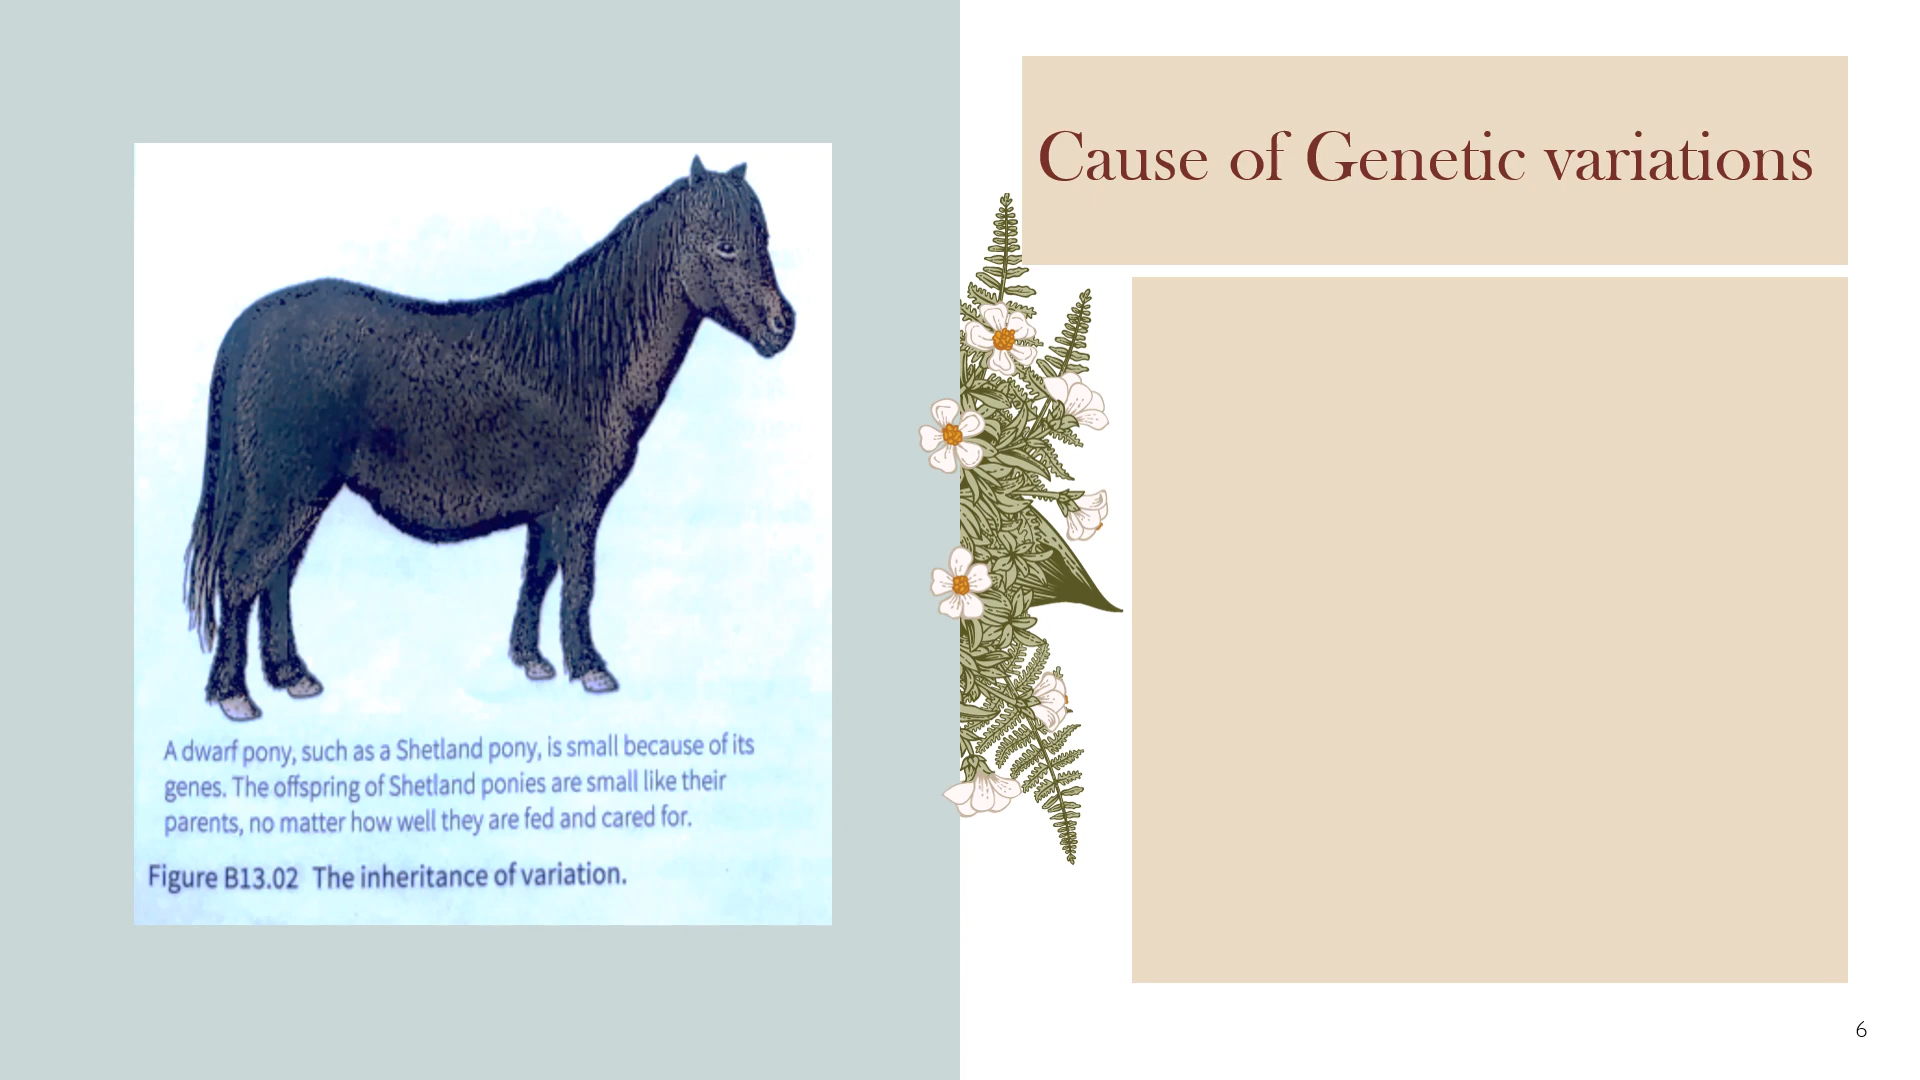 Cause of Genetic variations
A dwarf pony, such as a Shetland pony, is small because of its
genes. The offspring of Shetland ponies are small like their
parents, no matter how well they are fed and cared for.
Figure B13.02 The inheritance of variation.
6